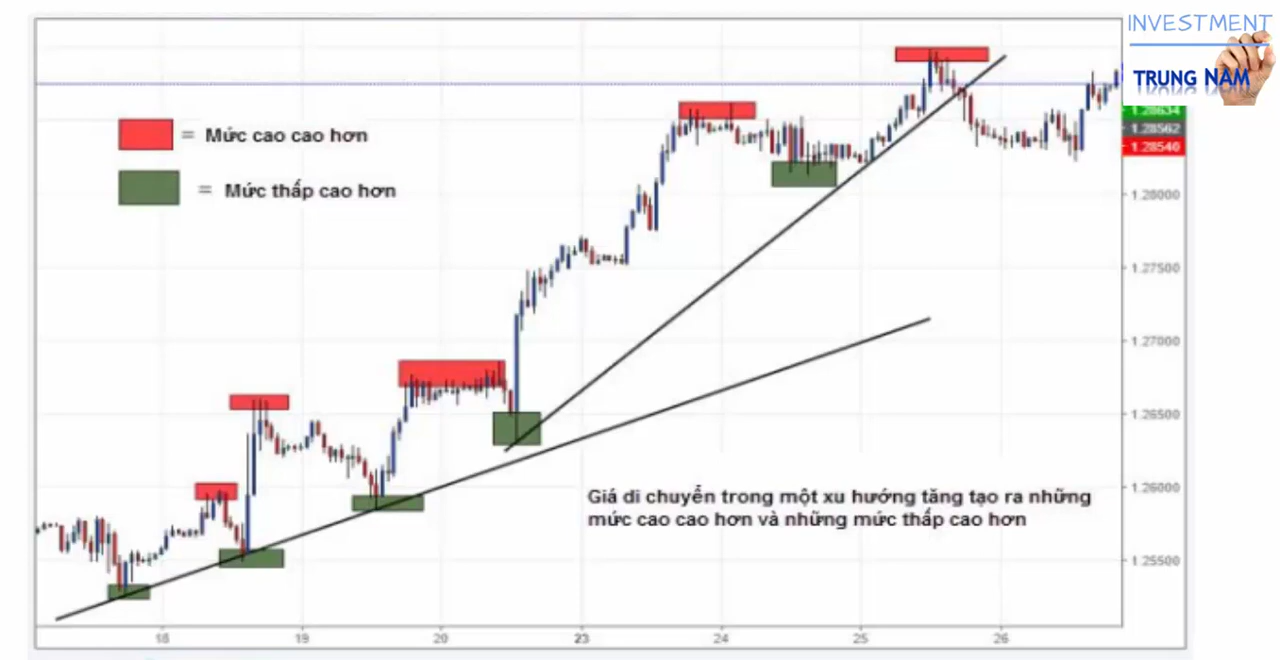 INVESTMENT
TRUNG NAM
= Mức cao cao hơn
= Mức thấp cao hơn
1.28634
1.28562
1.28540
1.28000
1.27500
1.27000
1.26500
1.26000
1.25500
Giá di chuyển trong một xu hướng tăng tạo ra những
mức cao cao hơn và những mức thấp cao hơn
18 19 20 23 24 25 26